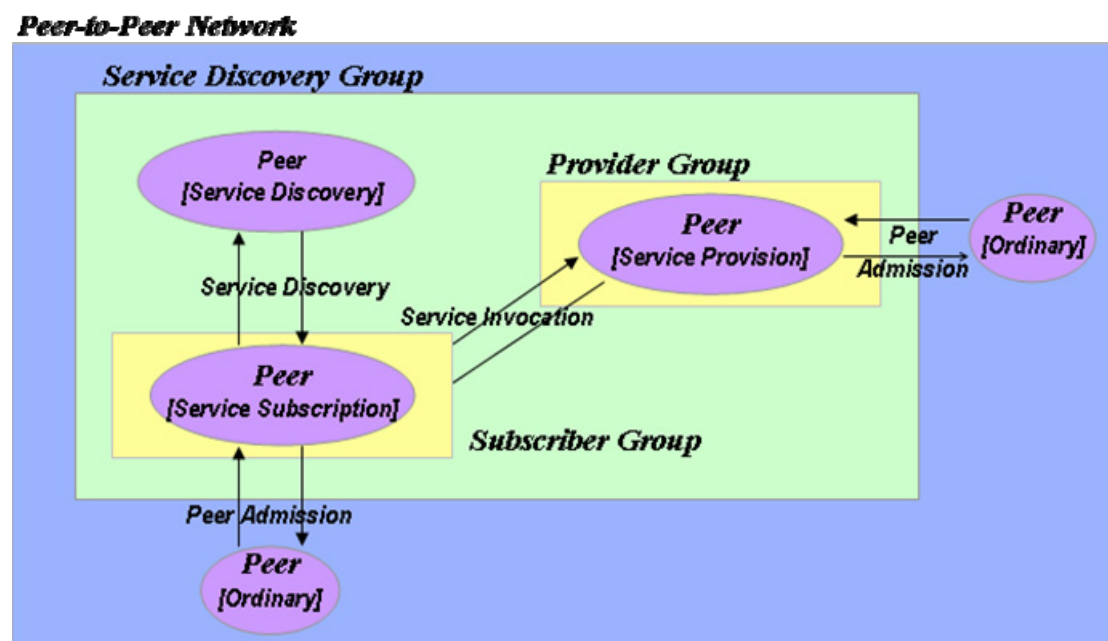 Peer-to-Peer Network
Service Discovery Group
Peer
[Service Discovery]
Provider Group
Peer
[Service Provision]
Peer
Admission
Peer
[Ordinary]
Service Discovery
Service Invocation
Peer
[Service Subscription]
Subscriber Group
Peer Admission
Peer
[Ordinary]